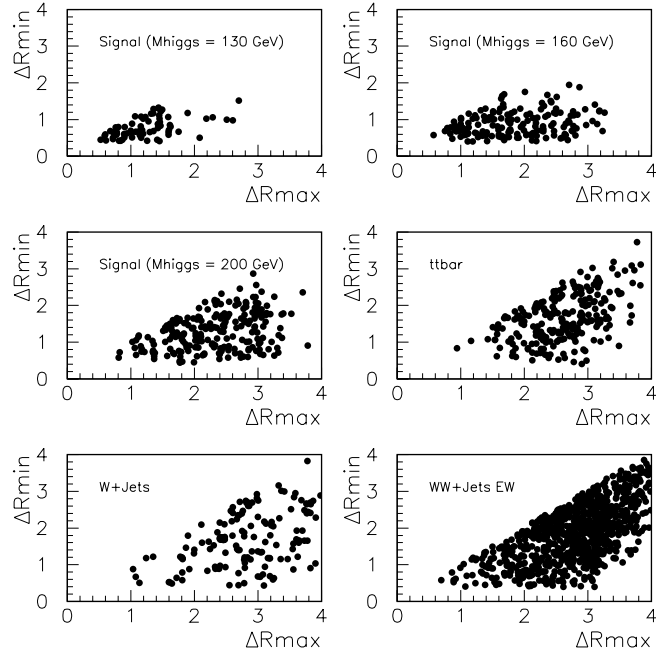 ΔRmin
4
3
2
1
0
Signal (Mhiggs = 130 GeV)
0 1 2 3 4
ΔRmax
ΔRmin
4
3
2
1
0
Signal (Mhiggs = 160 GeV)
0 1 2 3 4
ΔRmax
ΔRmin
4
3
2
1
0
Signal (Mhiggs = 200 GeV)
0 1 2 3 4
ΔRmax
ΔRmin
4
3
2
1
0
ttbar
0 1 2 3 4
ΔRmax
ΔRmin
4
3
2
1
0
W+Jets
0 1 2 3 4
ΔRmax
ΔRmin
4
3
2
1
0
WW+Jets EW
0 1 2 3 4
ΔRmax